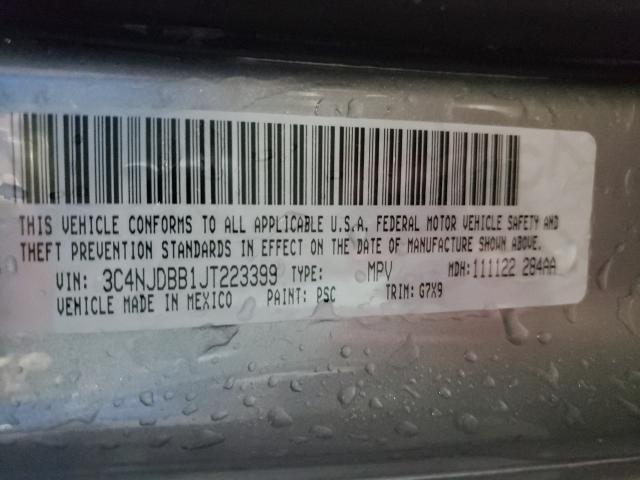 THIS VEHICLE CONFORMS TO ALL APPLICABLE U.S.A. FEDERAL MOTOR VEHICLE SAFETY AND
THEFT PREVENTION STANDARDS IN EFFECT ON THE DATE OF MANUFACTURE SHOWN ABOVE.
VIN: 3C4NJDBB1JT223399 TYPE: MPV MDH: 111122 284AA
VEHICLE MADE IN MEXICO PAINT: PSC TRIM: G7X9